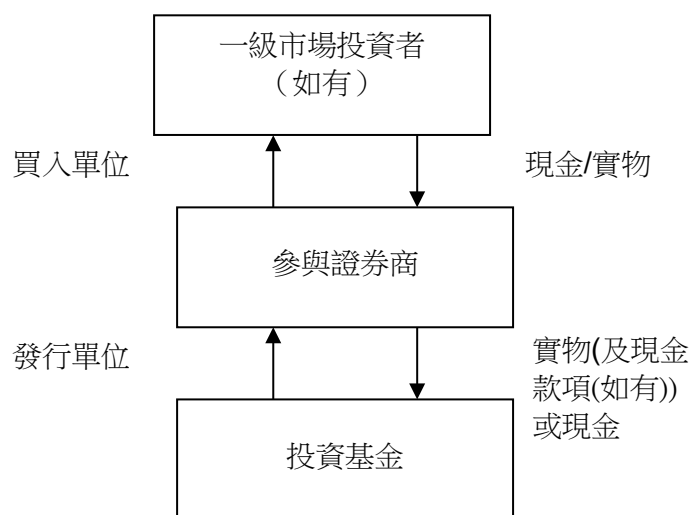 一級市場投資者
（如有）
買入單位
現金/實物
參與證券商
發行單位
實物(及現金
款項(如有))
或現金
投資基金